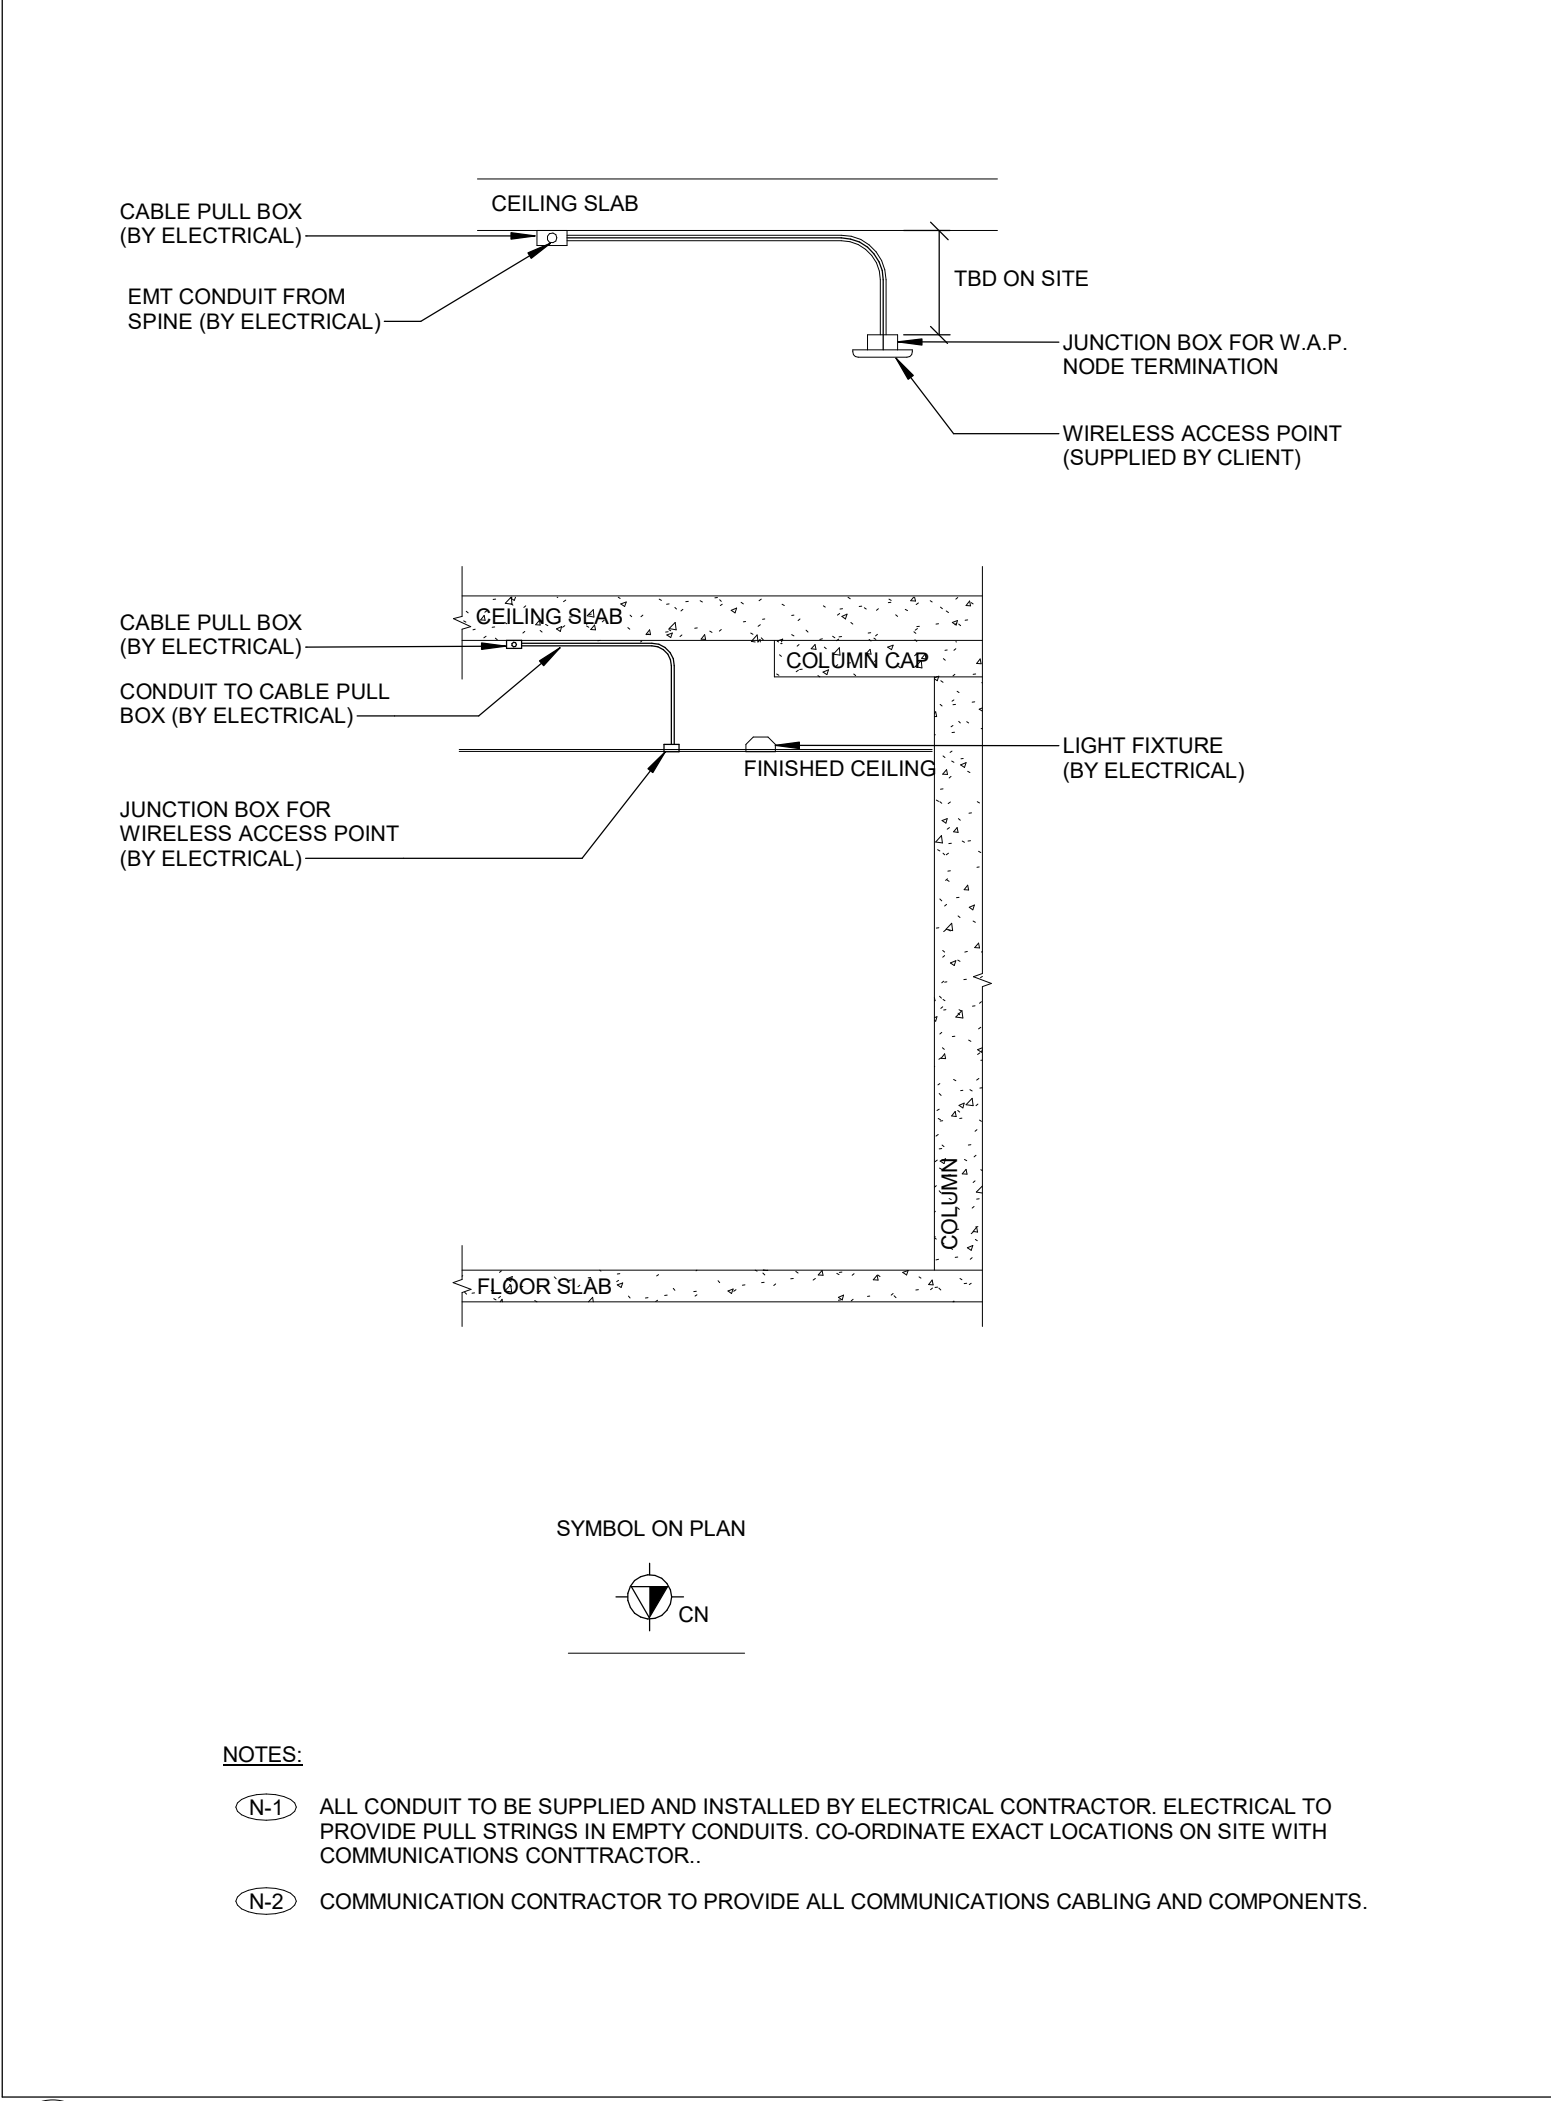 CEILING SLAB
CABLE PULL BOX
(BY ELECTRICAL)
EMT CONDUIT FROM
SPINE (BY ELECTRICAL)
TBD ON SITE
JUNCTION BOX FOR W.A.P.
NODE TERMINATION
WIRELESS ACCESS POINT
(SUPPLIED BY CLIENT)
CEILING SLAB
CABLE PULL BOX
(BY ELECTRICAL)
COLUMN CAP
CONDUIT TO CABLE PULL
BOX (BY ELECTRICAL)
LIGHT FIXTURE
(BY ELECTRICAL)
FINISHED CEILING
JUNCTION BOX FOR
WIRELESS ACCESS POINT
(BY ELECTRICAL)
COLUMN
FLOOR SLAB
SYMBOL ON PLAN
CN
NOTES:
N-1 ALL CONDUIT TO BE SUPPLIED AND INSTALLED BY ELECTRICAL CONTRACTOR. ELECTRICAL TO
PROVIDE PULL STRINGS IN EMPTY CONDUITS. CO-ORDINATE EXACT LOCATIONS ON SITE WITH
COMMUNICATIONS CONTTRACTOR..
N-2 COMMUNICATION CONTRACTOR TO PROVIDE ALL COMMUNICATIONS CABLING AND COMPONENTS.